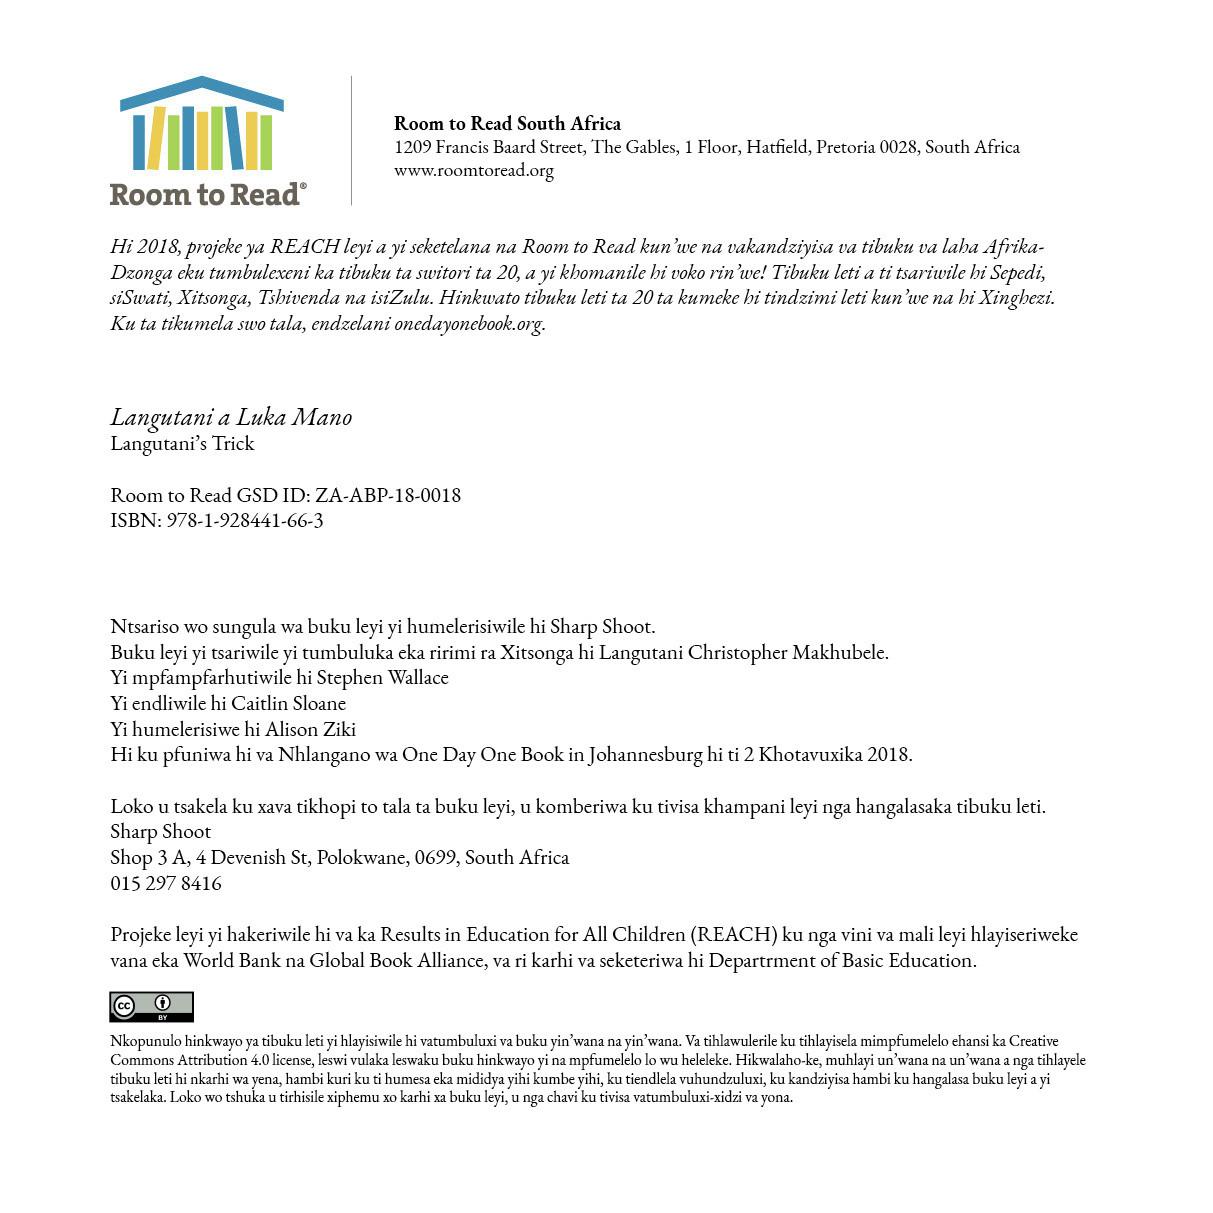 Room to Read®
Room to Read South Africa
1209 Francis Baard Street, The Gables, 1 Floor, Hatfield, Pretoria 0028, South Africa
www.roomtoread.org
Hi 2018, projeke ya REACH leyi a yi seketelana na Room to Read kun’we na vakandziyisa va tibuku va laha Afrika-
Dzonga eku tumbulexeni ka tibuku ta switori ta 20, a yi khomanile hi voko rin’we! Tibuku leti a ti tsariwile hi Sepedi,
siSwati, Xitsonga, Tshivenda na isiZulu. Hinkwato tibuku leti ta 20 ta kumeke hi tindzimi leti kun’we na hi Xinghezi.
Ku ta tikumela swo tala, endzelani onedayonebook.org.
Langutani a Luka Mano
Langutani’s Trick
Room to Read GSD ID: ZA-ABP-18-0018
ISBN: 978-1-928441-66-3
Ntsariso wo sungula wa buku leyi yi humelerisiwile hi Sharp Shoot.
Buku leyi yi tsariwile yi tumbuluka eka ririmi ra Xitsonga hi Langutani Christopher Makhubele.
Yi mpfampfarhutiwile hi Stephen Wallace
Yi endliwile hi Caitlin Sloane
Yi humelerisiwe hi Alison Ziki
Hi ku pfuniwa hi va Nhlangano wa One Day One Book in Johannesburg hi ti 2 Khotavuxika 2018.
Loko u tsakela ku xava tikhopi to tala ta buku leyi, u komberiwa ku tivisa khampani leyi nga hangalasaka tibuku leti.
Sharp Shoot
Shop 3 A, 4 Devenish St, Polokwane, 0699, South Africa
015 297 8416
Projeke leyi yi hakeriwile hi va ka Results in Education for All Children (REACH) ku nga vini va mali leyi hlayiseriweke
vana eka World Bank na Global Book Alliance, va ri karhi va seketeriwa hi Departrment of Basic Education.
cc BY
Nkopunulo hinkwayo ya tibuku leti yi hlayisiwile hi vatumbuluxi va buku yin’wana na yin’wana. Va tihlawulerile ku tihlayisela mimpfumelelo ehansi ka Creative
Commons Attribution 4.0 license, leswi vulaka leswaku buku hinkwayo yi na mpfumelelo lo wu heleleke. Hikwalaho-ke, muhlayi un’wana na un’wana a nga tihlayele
tibuku leti hi nkarhi wa yena, hambi kuri ku ti humesa eka mididya yihi kumbe yihi, ku tiendlela vuhundzuluxi, ku kandziyisa hambi ku hangalasa buku leyi a yi
tsakelaka. Loko wo tshuka u tirhisile xiphemu xo karhi xa buku leyi, u nga chavi ku tivisa vatumbuluxi-xidzi va yona.